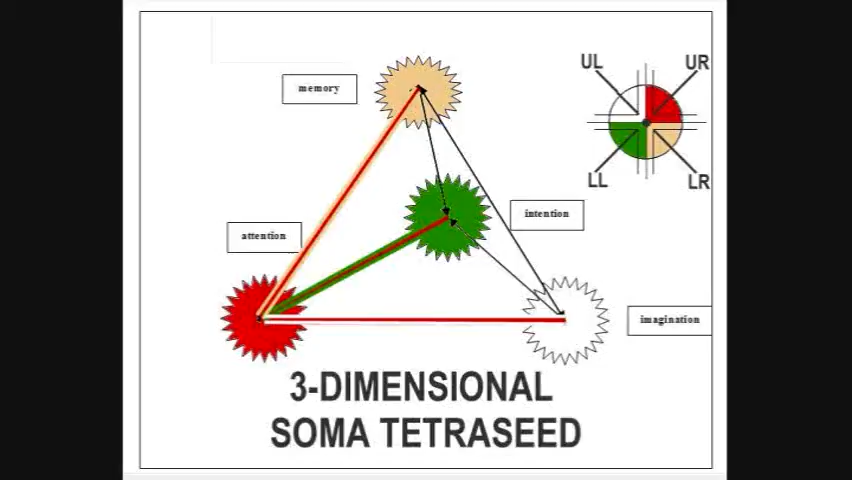 UL UR
memory
LL LR
intention
attention
imagination
3-DIMENSIONAL
SOMA TETRASEED